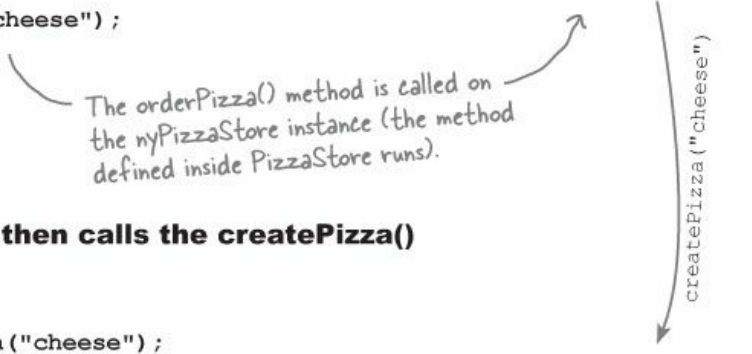 cheese");
The orderPizza() method is called on
the nyPizzaStore instance (the method
defined inside PizzaStore runs).
createPizza("cheese")
then calls the createPizza()
("cheese");